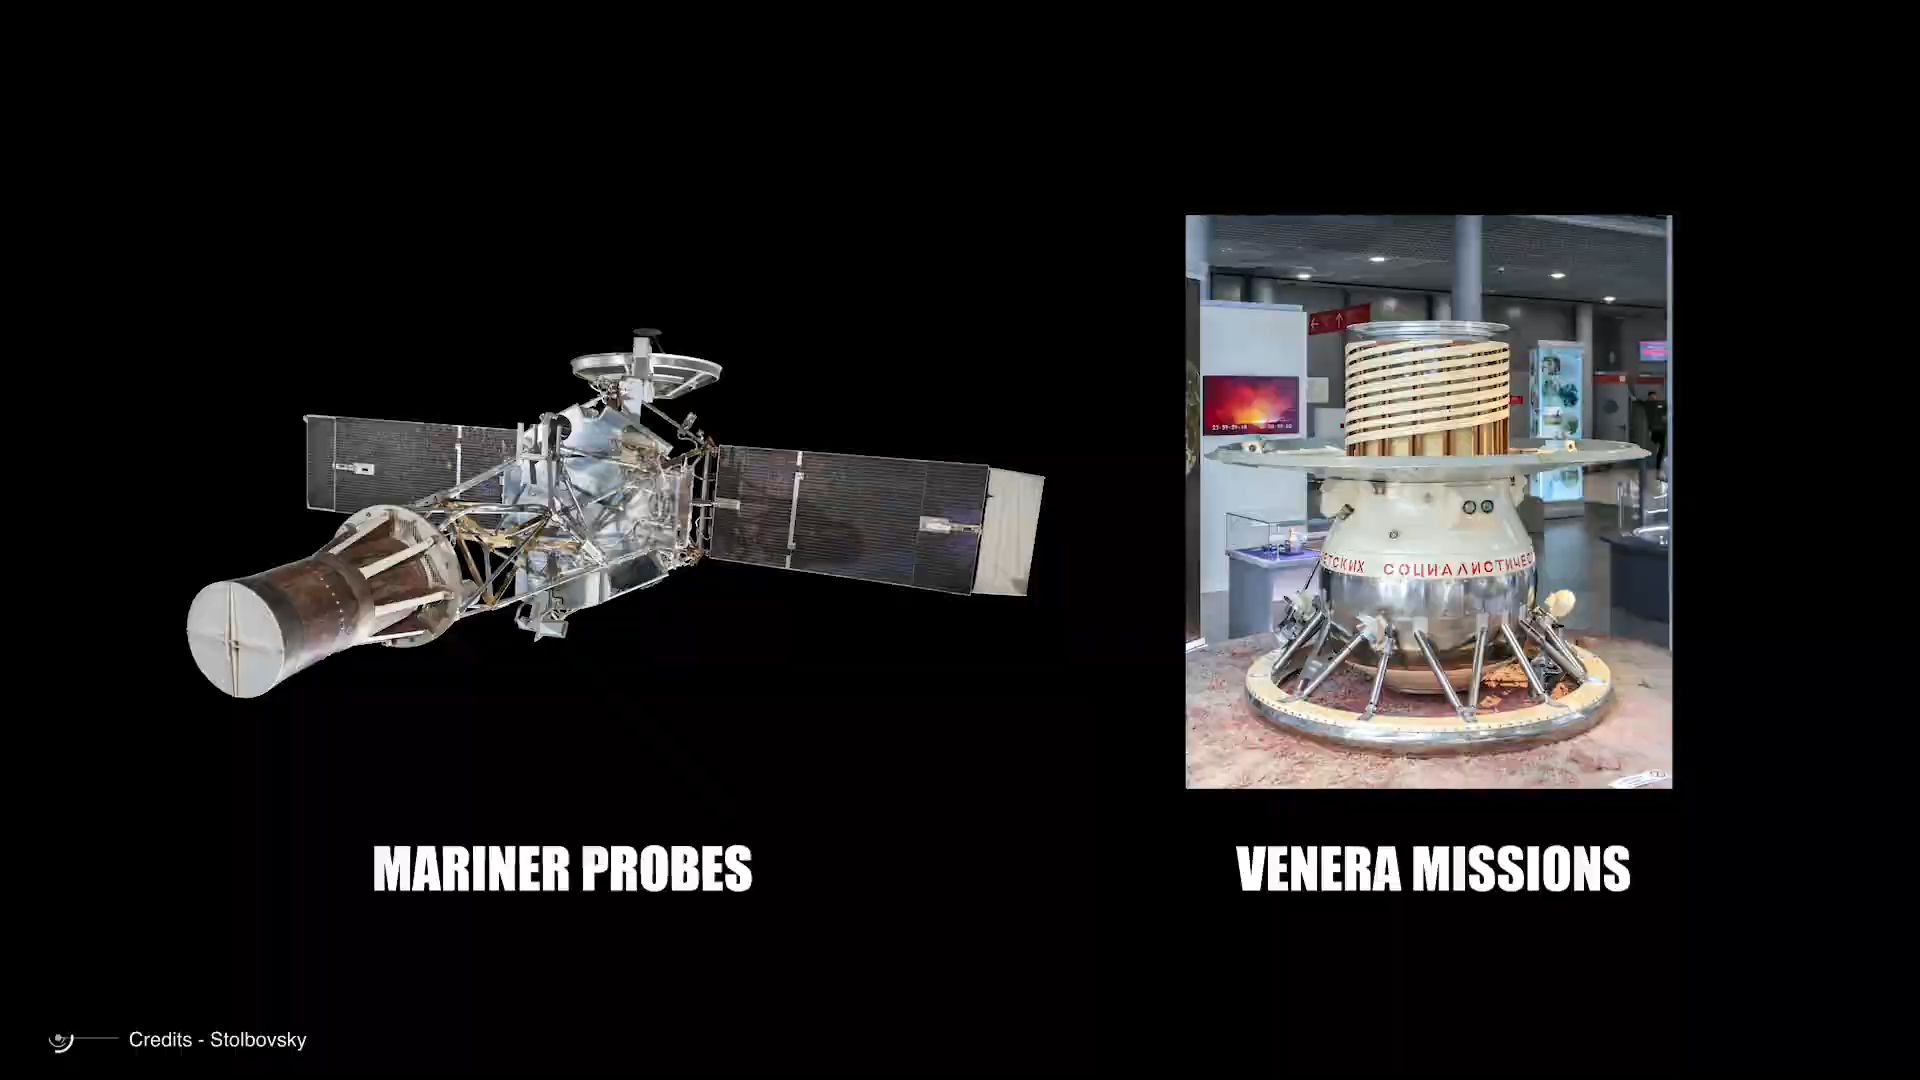 ЕТСКИХ СОЦИАЛИСТИЧЕС
MARINER PROBES
VENERA MISSIONS
Credits - Stolbovsky